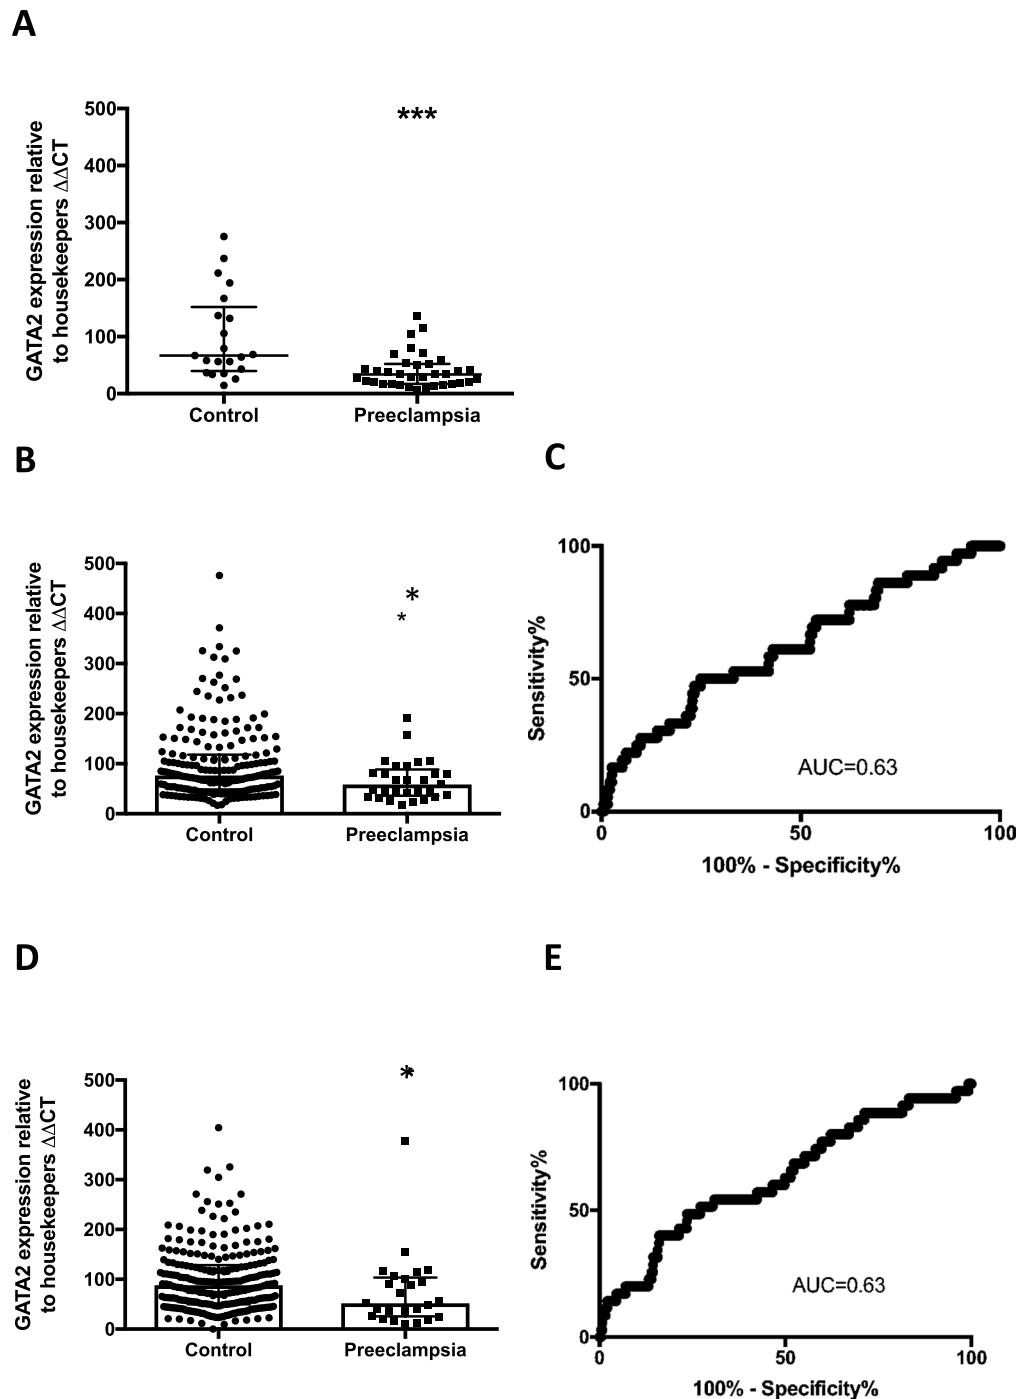 A
GATA2 expression relative
to housekeepers ΔΔCT
500
400
300
200
100
0
***
Control
Preeclampsia
B
GATA2 expression relative
to housekeepers ΔΔCT
500
400
300
200
100
0
*
*
Control
Preeclampsia
C
Sensitivity%
100
50
0
AUC=0.63
0
50
100
100% - Specificity%
D
GATA2 expression relative
to housekeepers ΔΔCT
500
400
300
200
100
0
*
Control
Preeclampsia
E
Sensitivity%
100
50
0
AUC=0.63
0
50
100
100% - Specificity%